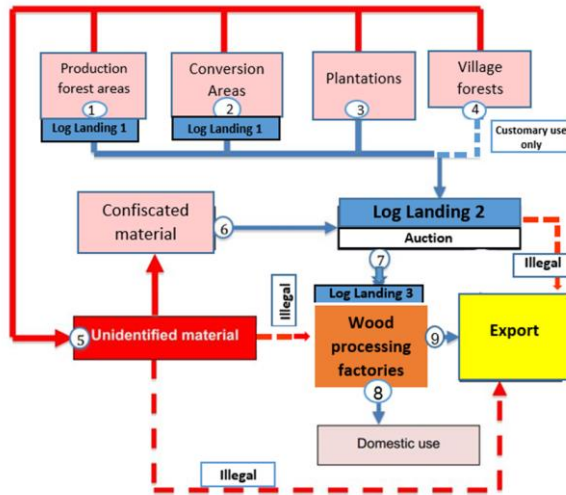 Production
forest areas
1
Log Landing 1
Conversion
Areas
2
Log Landing 1
Plantations
3
Village
forests
4
Customary use
only
Confiscated
material
6
Log Landing 2
Auction
7
Illegal
Log Landing 3
Illegal
5
Unidentified material
Wood
processing
factories
9
Export
8
Domestic use
Illegal